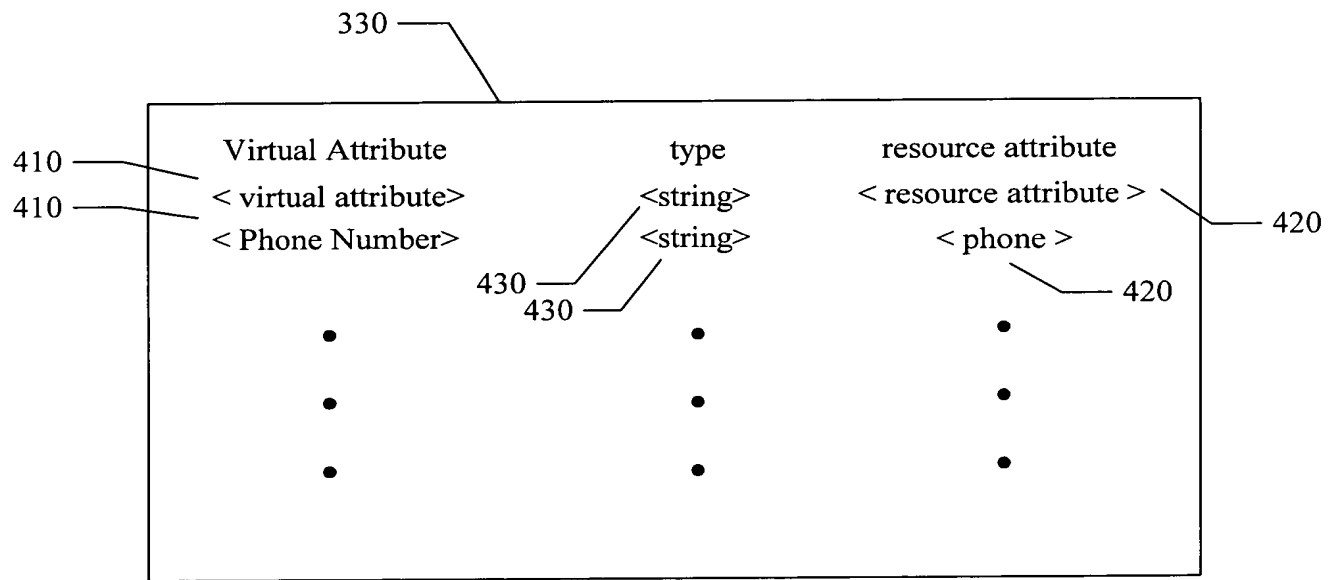 330
Virtual Attribute type resource attribute
410
< virtual attribute> <string> < resource attribute >
410
420
< Phone Number> <string> < phone >
430
420
430